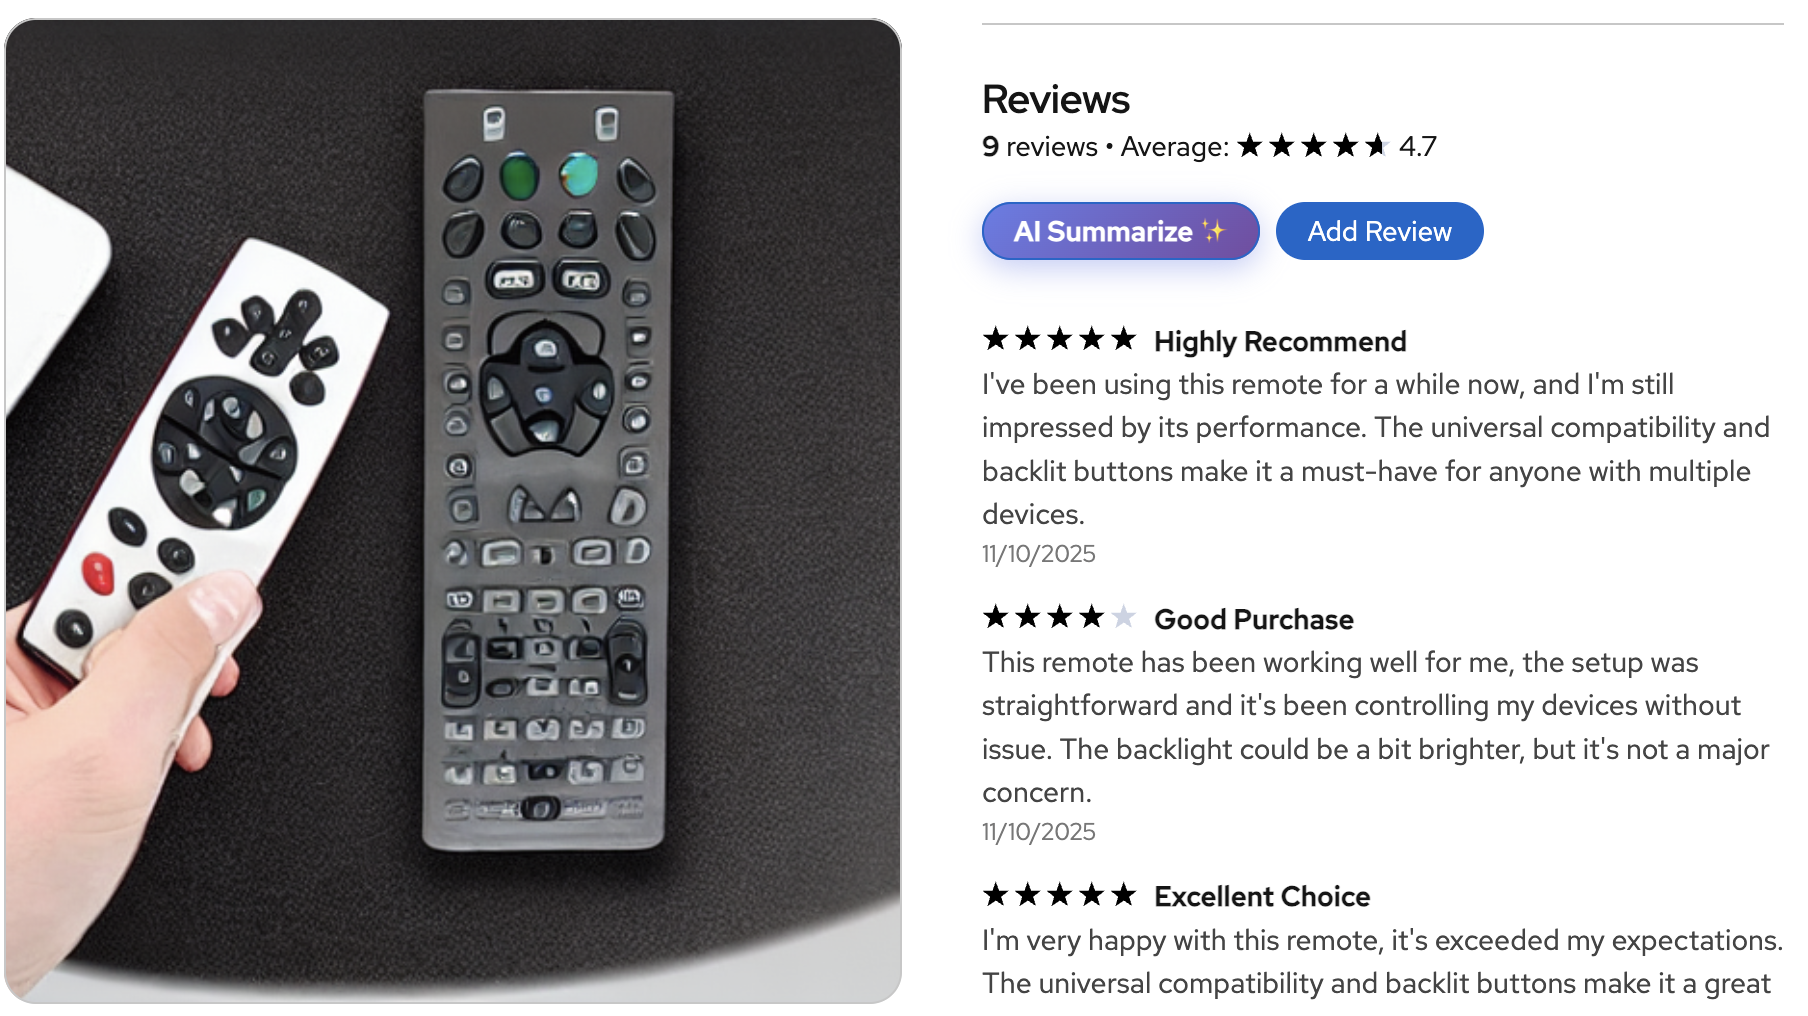 Reviews
9 reviews • Average: ★★★★★ 4.7
AI Summarize ✨ Add Review
★★★★★ Highly Recommend
I've been using this remote for a while now, and I'm still
impressed by its performance. The universal compatibility and
backlit buttons make it a must-have for anyone with multiple
devices.
11/10/2025
★★★★★ Good Purchase
This remote has been working well for me, the setup was
straightforward and it's been controlling my devices without
issue. The backlight could be a bit brighter, but it's not a major
concern.
11/10/2025
★★★★★ Excellent Choice
I'm very happy with this remote, it's exceeded my expectations.
The universal compatibility and backlit buttons make it a great